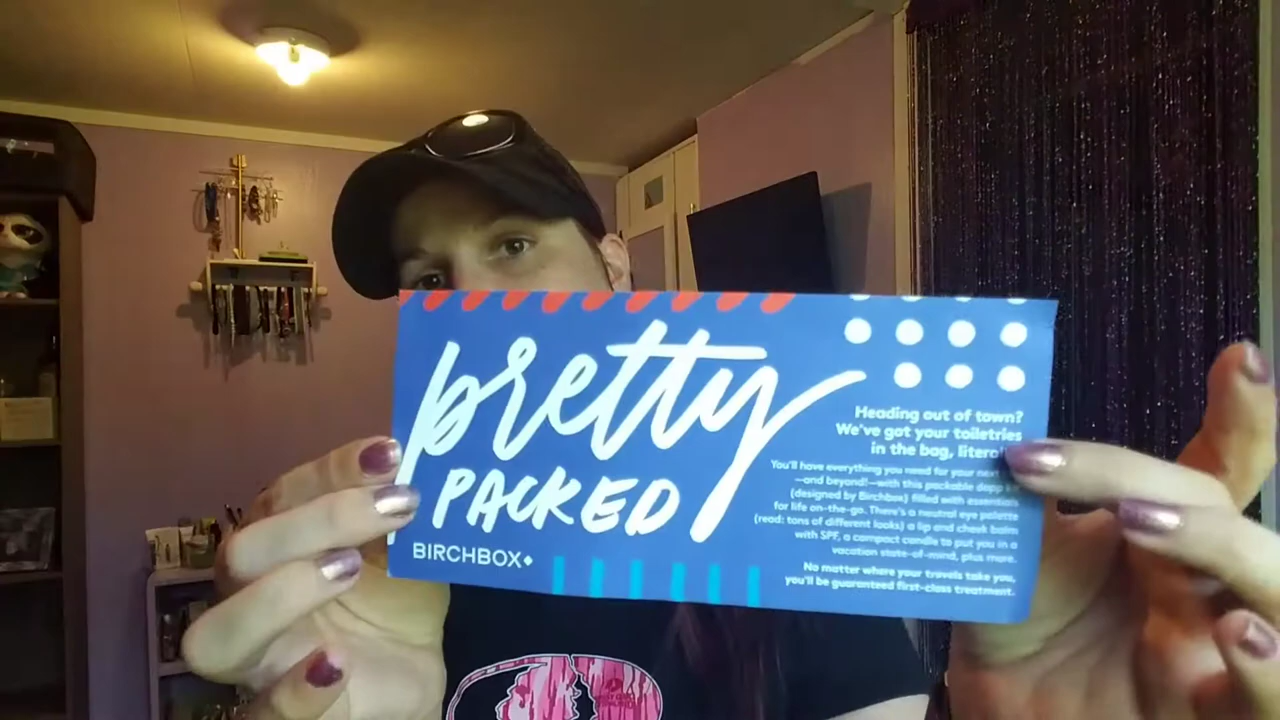 pretty
PACKED
BIRCHBOX
Heading out of town?
We've got your toiletries
in the bag,
You'll have everything you need for your
—and beyond!—with this packable dopp
(designed by Birchbox) filled with essentials
for life on-the-go. There's a neutral eye palette
(read: tons of different looks) a lip and cheek balm
with SPF, a compact candle to put you in a
vacation state-of-mind, plus more.
No matter where your travels take you,
you'll be guaranteed first-class treatment.